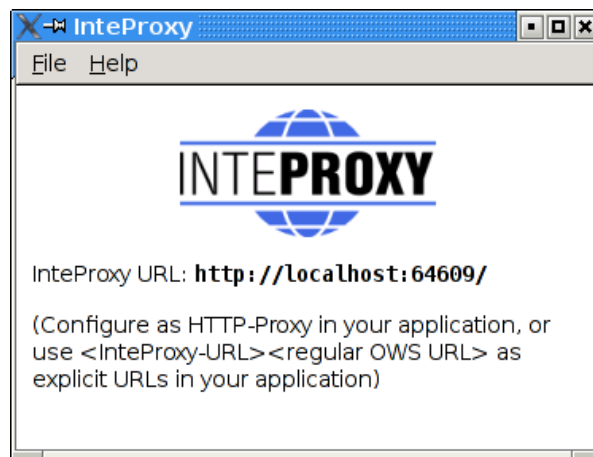 InteProxy
File Help
INTEPROXY
InteProxy URL: http://localhost:64609/
(Configure as HTTP-Proxy in your application, or
use <InteProxy-URL><regular OWS URL> as
explicit URLs in your application)